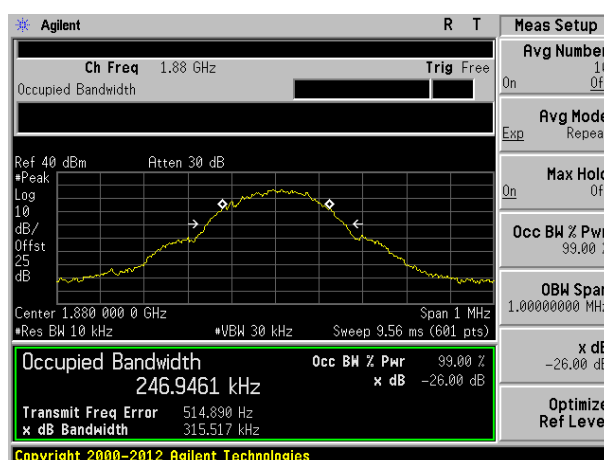 Agilent R T Meas Setup
Ch Freq 1.88 GHz Trig Free
Occupied Bandwidth
Avg Number
10
On Off
Avg Mode
Exp Repeat
Max Hold
On Off
Occ BW % Pwr
99.00 %
OBW Span
1.00000000 MHz
x dB
-26.00 dB
Optimize
Ref Level
Ref 40 dBm Atten 30 dB
#Peak
Log
10
dB/
Offst
25
dB
Center 1.880 000 0 GHz Span 1 MHz
#Res BW 10 kHz #VBW 30 kHz Sweep 9.56 ms (601 pts)
Occupied Bandwidth Occ BW % Pwr 99.00 %
246.9461 kHz x dB -26.00 dB
Transmit Freq Error 514.890 Hz
x dB Bandwidth 315.517 kHz
Copyright 2000-2012 Agilent Technologies